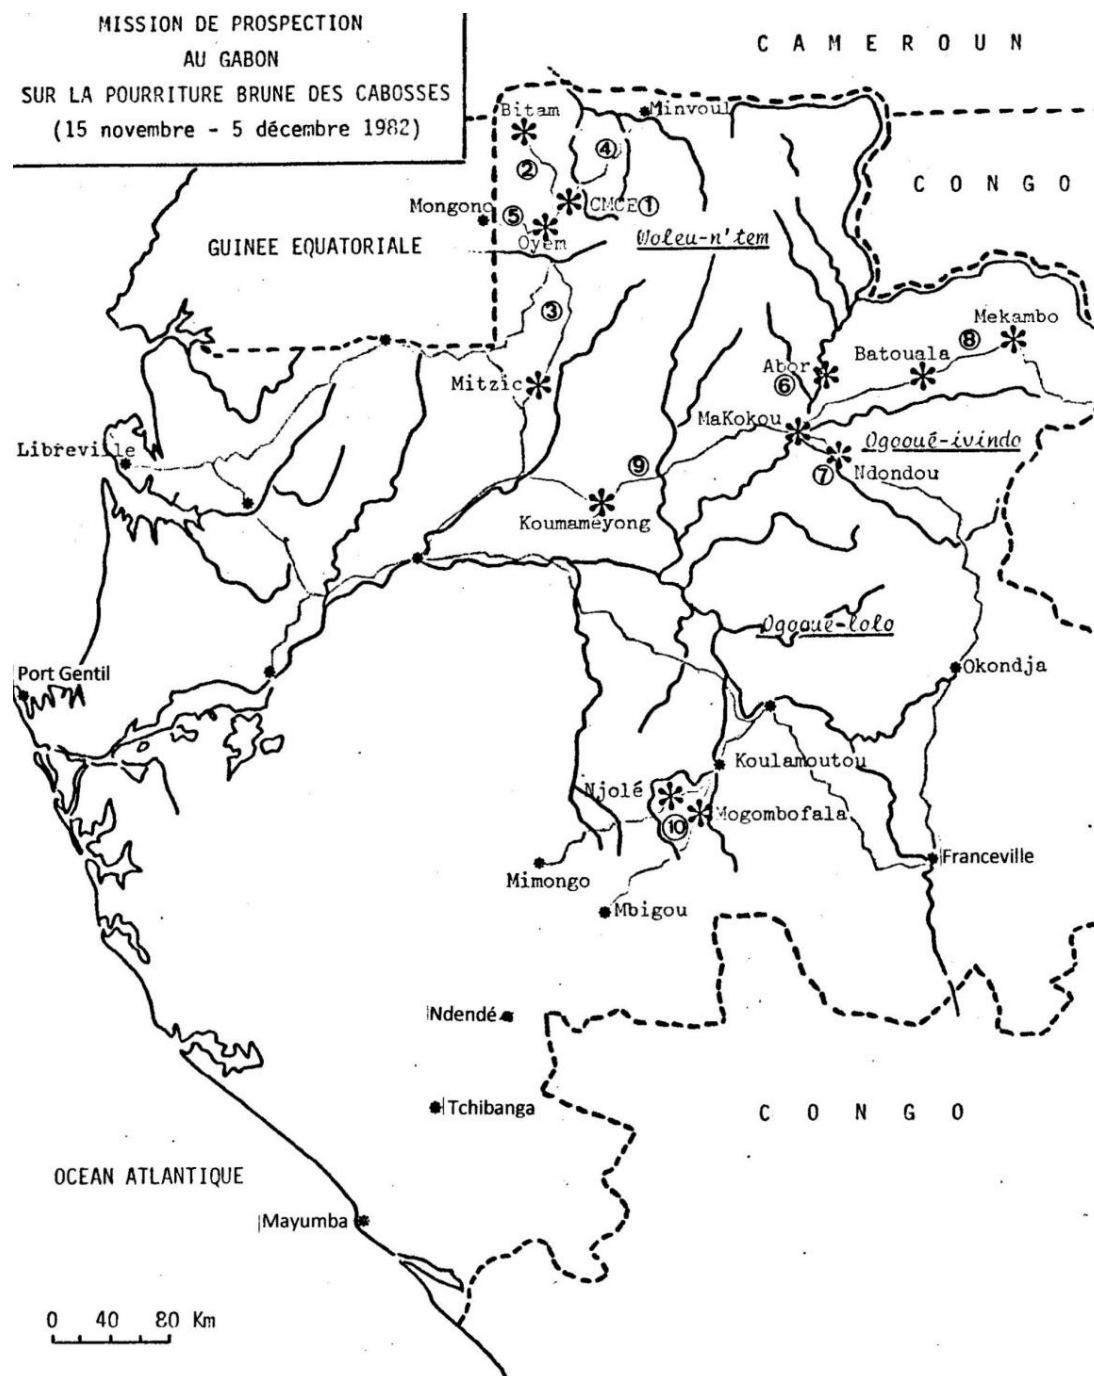 MISSION DE PROSPECTION
AU GABON
SUR LA POURRITURE BRUNE DES CABOSSES
(15 novembre - 5 décembre 1982)
C A M E R O U N
Bitam
Minvoul
②
④
C O N G O
Mongono
⑤
CMCE ①
Oyem
Woleu-n'tem
GUINEE EQUATORIALE
③
Mekambo
⑧
Batouala
Abor
⑥
Mitzic
MaKokou
Ogooué-ivindo
Libreville
⑨
⑦
Ndondou
Koumameyong
Ogooué-lolo
Port Gentil
Okondja
Koulamoutou
Njolé
Mogombofala
⑩
Franceville
Mimongo
Mbigou
Ndendé
Tchibanga
C O N G O
OCEAN ATLANTIQUE
Mayumba
0 40 80 Km